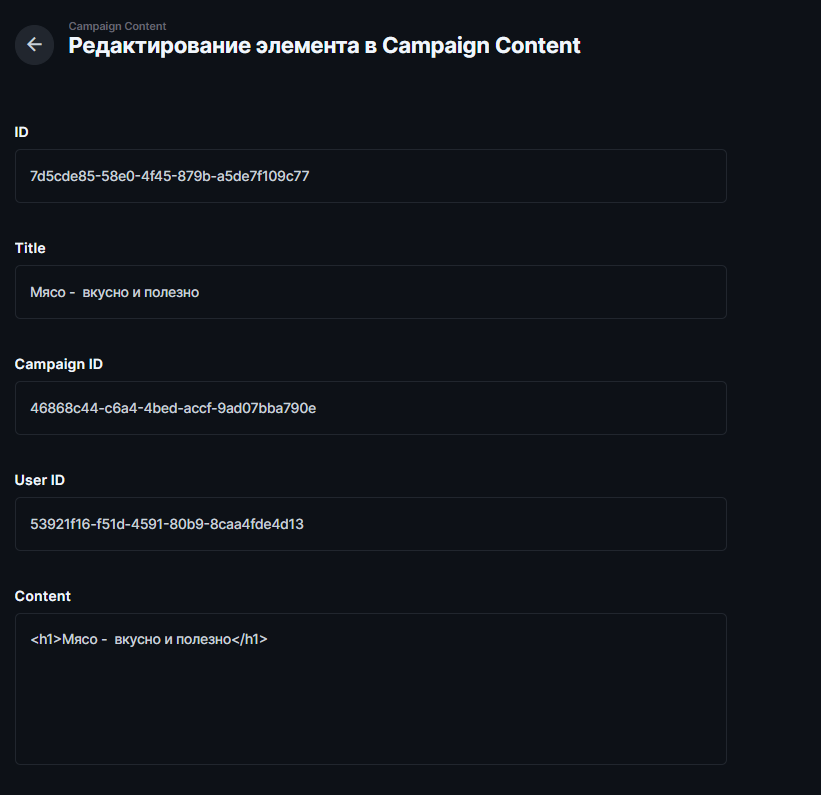 Campaign Content
Редактирование элемента в Campaign Content
ID
7d5cde85-58e0-4f45-879b-a5de7f109c77
Title
Мясо -  вкусно и полезно
Campaign ID
46868c44-c6a4-4bed-accf-9ad07bba790e
User ID
53921f16-f51d-4591-80b9-8caa4fde4d13
Content
<h1>Мясо -  вкусно и полезно</h1>